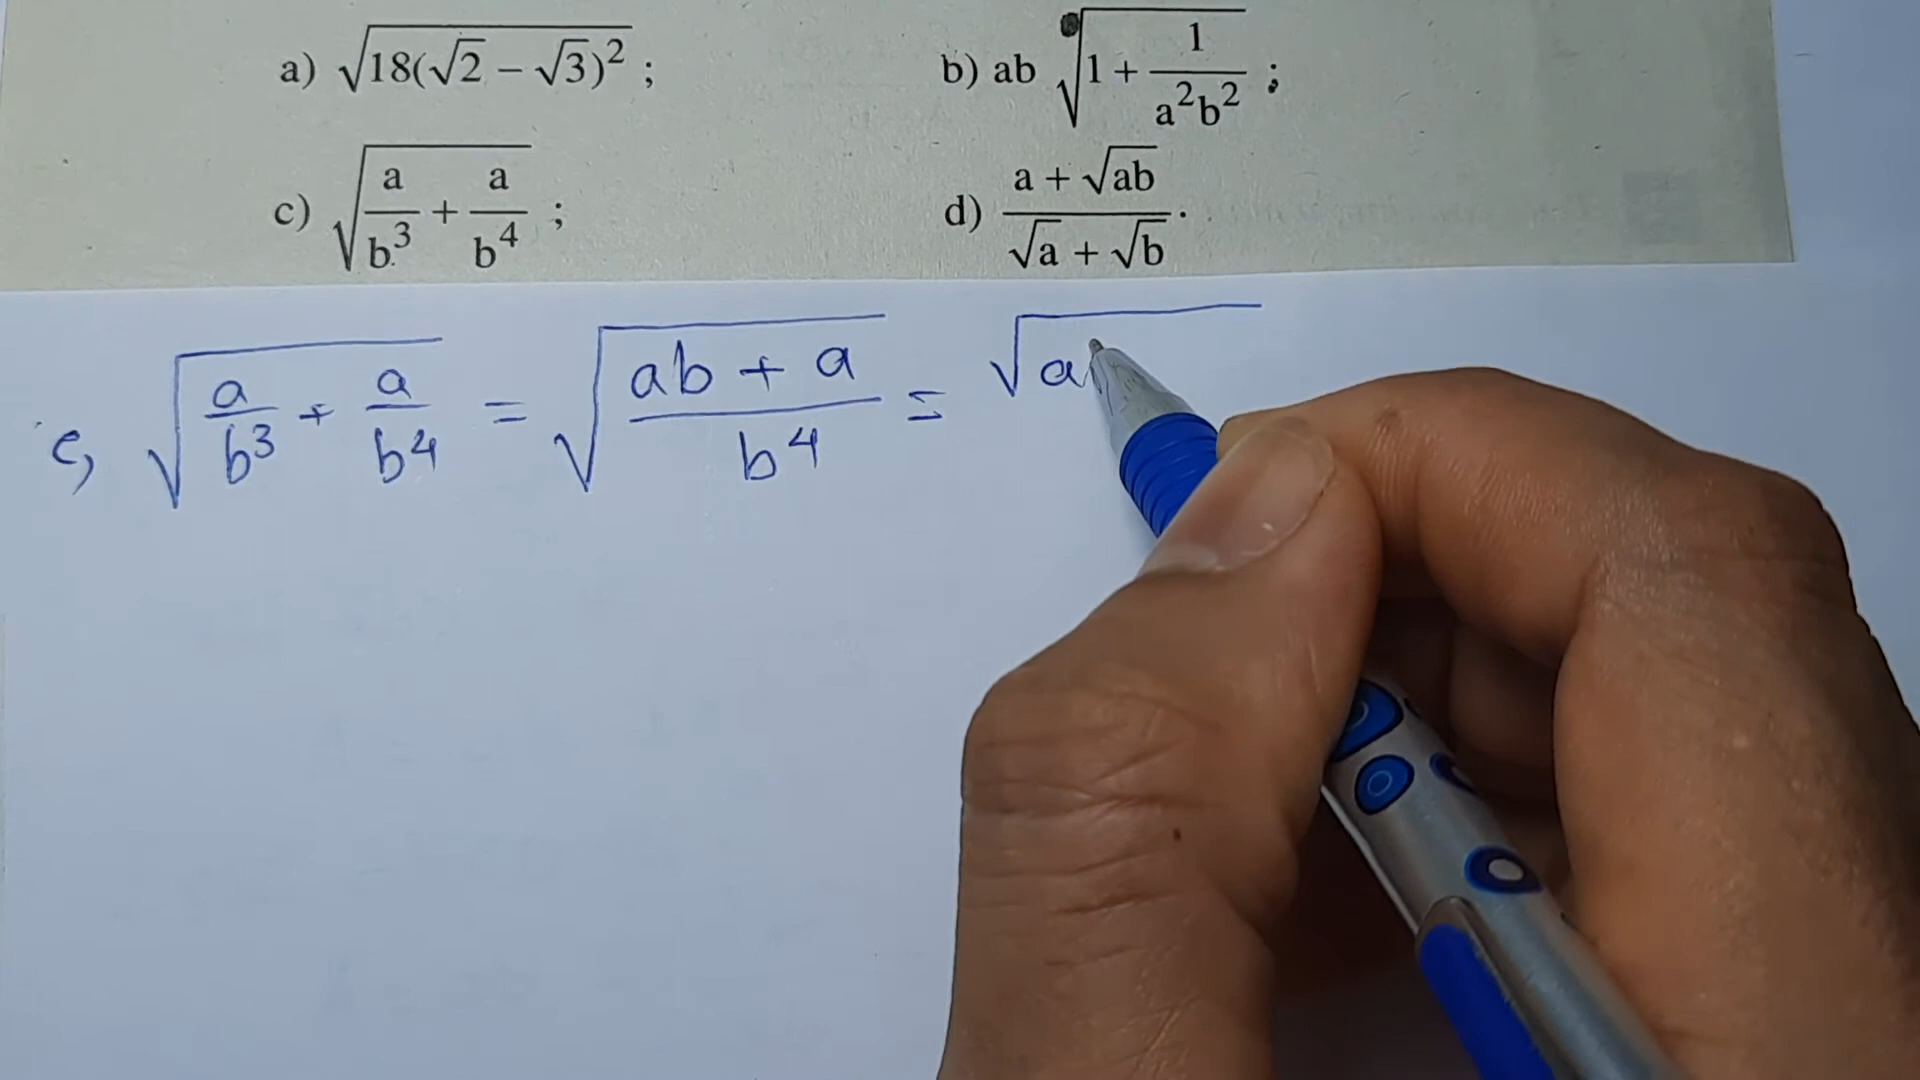 a) √18(√2 − √3)² ; b) ab √1 + 1/a²b² ;
c) √a/b³ + a/b⁴ ; d) a + √ab / √a + √b .
c, √a/b³ + a/b⁴ = √ab + a/b⁴ = √a